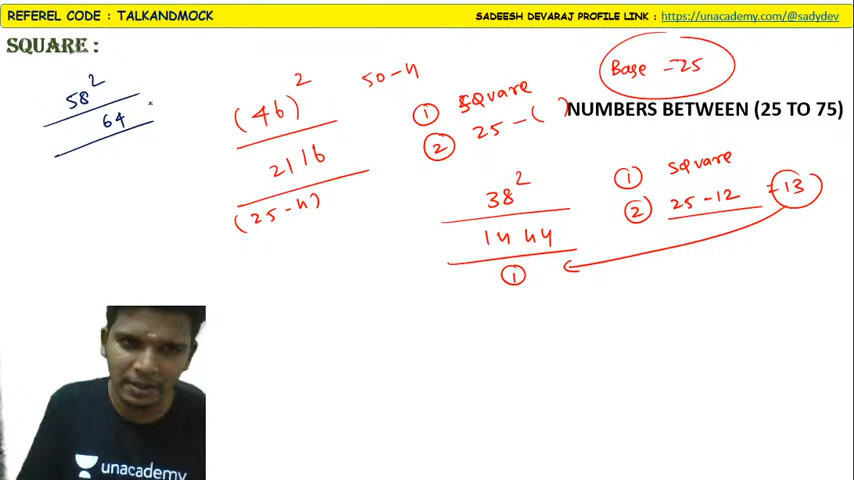 REFEREL CODE : TALKANDMOCK
SADEESH DEVARAJ PROFILE LINK : https://unacademy.com/@sadydev
SQUARE :
58²
64
(46)²
50-4
2116
(25-4)
① Square
② 25-( )
Base = 25
NUMBERS BETWEEN (25 TO 75)
38²
1444
①
① Square
② 25-12 = 13
unacademy